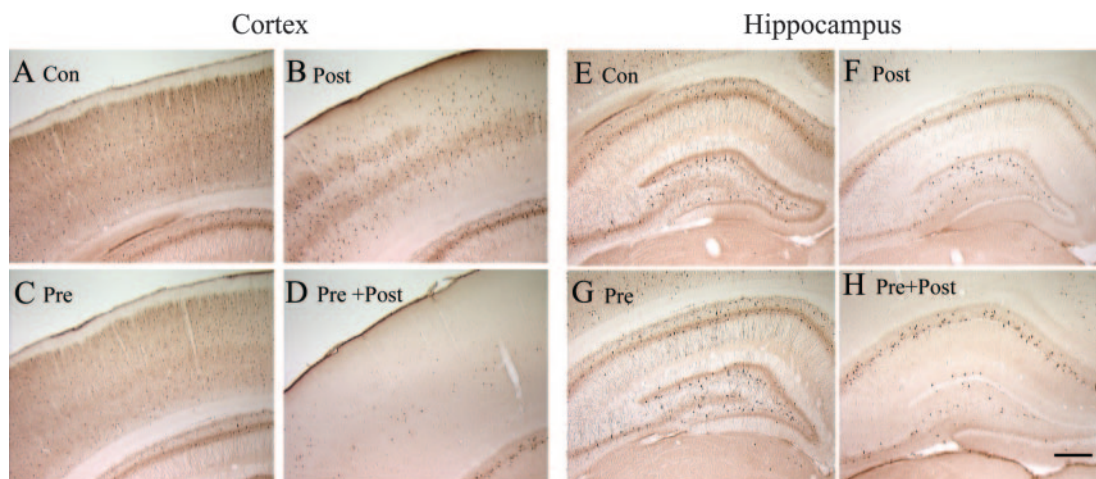 Cortex
Hippocampus
A Con
B Post
E Con
F Post
C Pre
D Pre +Post
G Pre
H Pre+Post